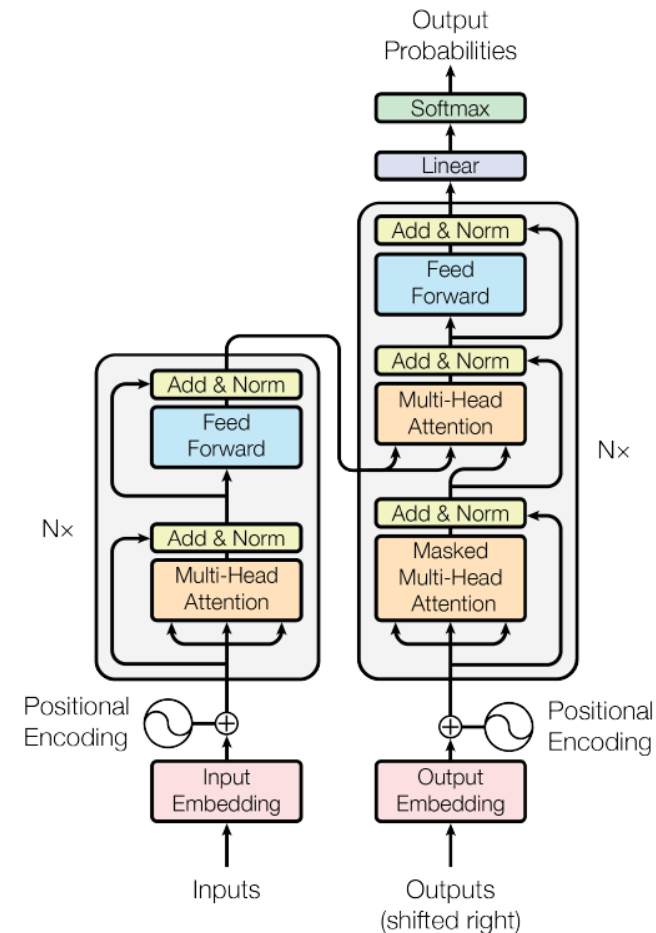 Output
Probabilities
Softmax
Linear
Add & Norm
Feed
Forward
Add & Norm
Multi-Head
Attention
Add & Norm
Masked
Multi-Head
Attention
N×
Add & Norm
Feed
Forward
Add & Norm
Multi-Head
Attention
N×
Positional
Encoding
Positional
Encoding
Input
Embedding
Output
Embedding
Inputs
Outputs
(shifted right)